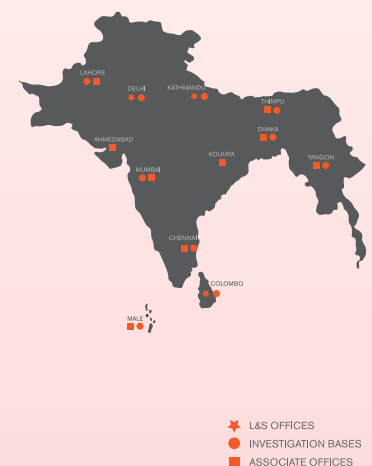 LAHORE
DELHI
KATHMANDU
THIMPU
DHAKA
AHMEDABAD
KOLKATA
YANGON
MUMBAI
CHENNAI
COLOMBO
MALE
L&S OFFICES
INVESTIGATION BASES
ASSOCIATE OFFICES